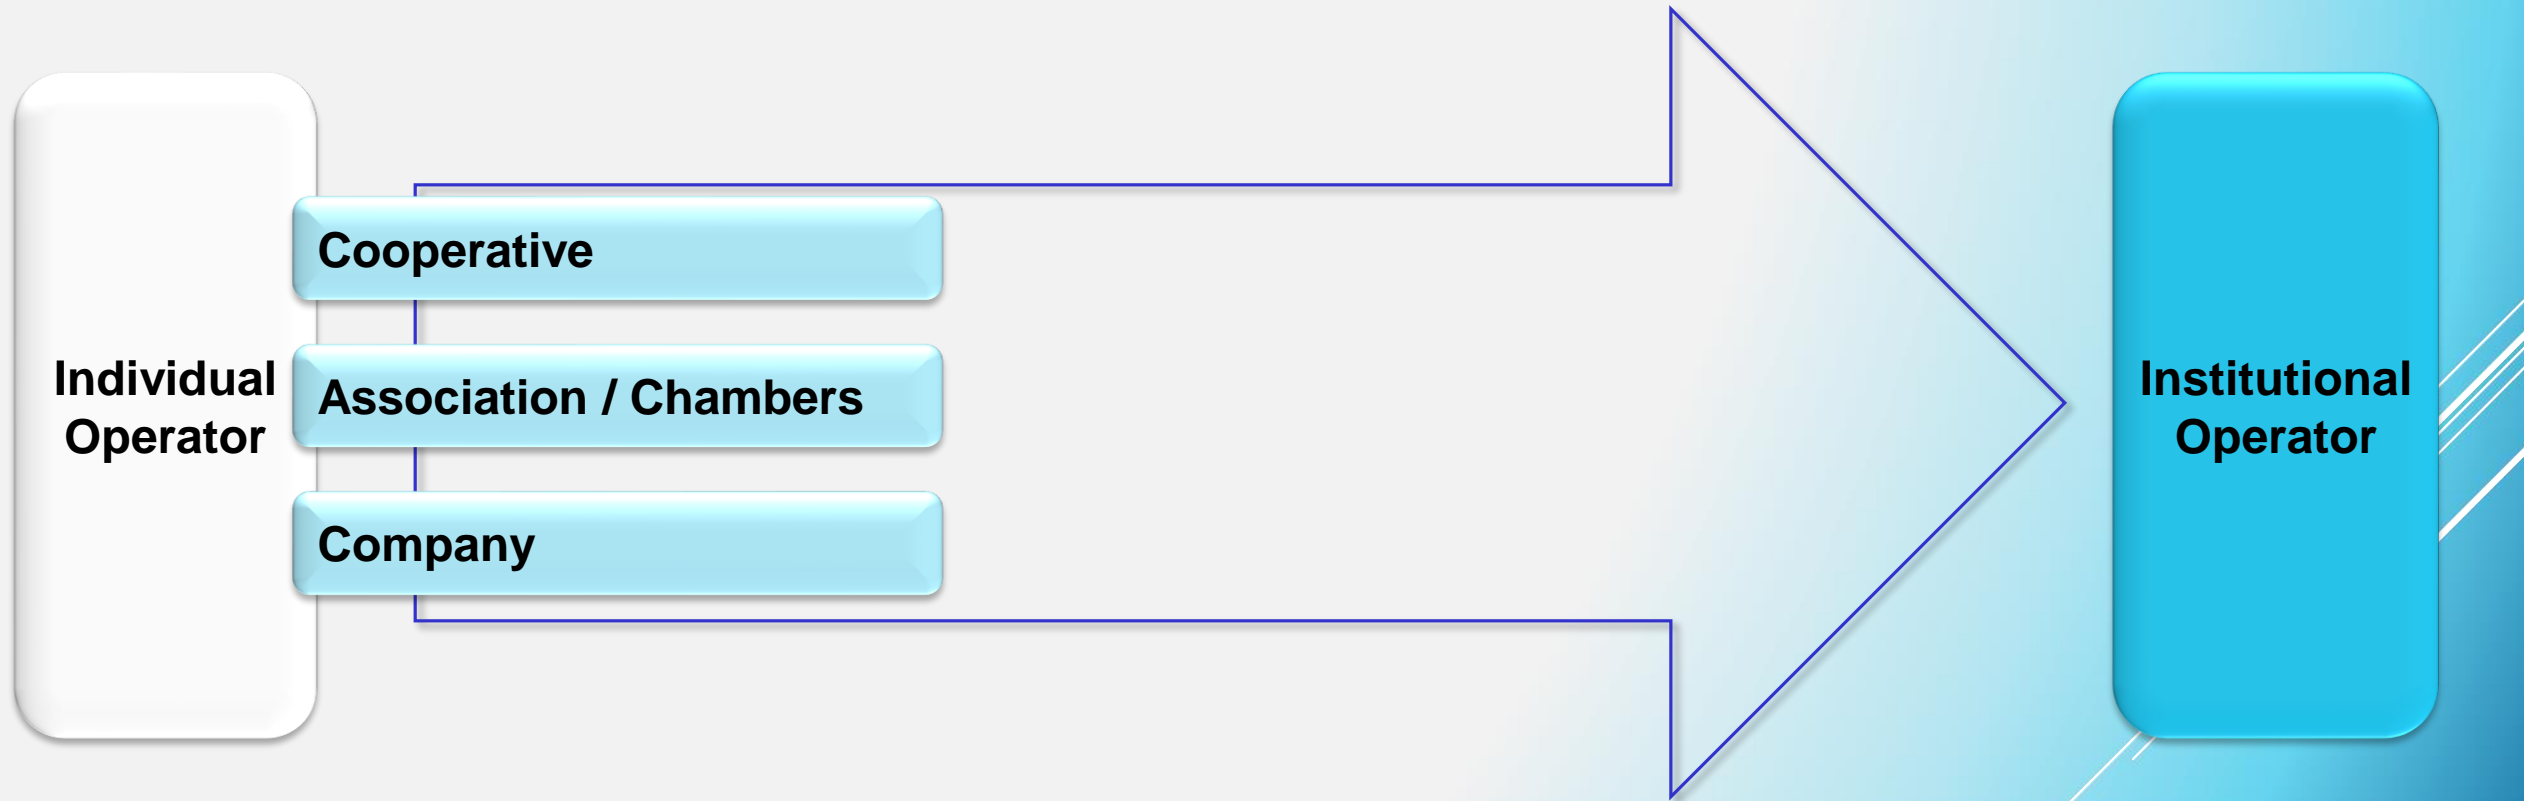 Individual
Operator
Cooperative
Association / Chambers
Company
Institutional
Operator